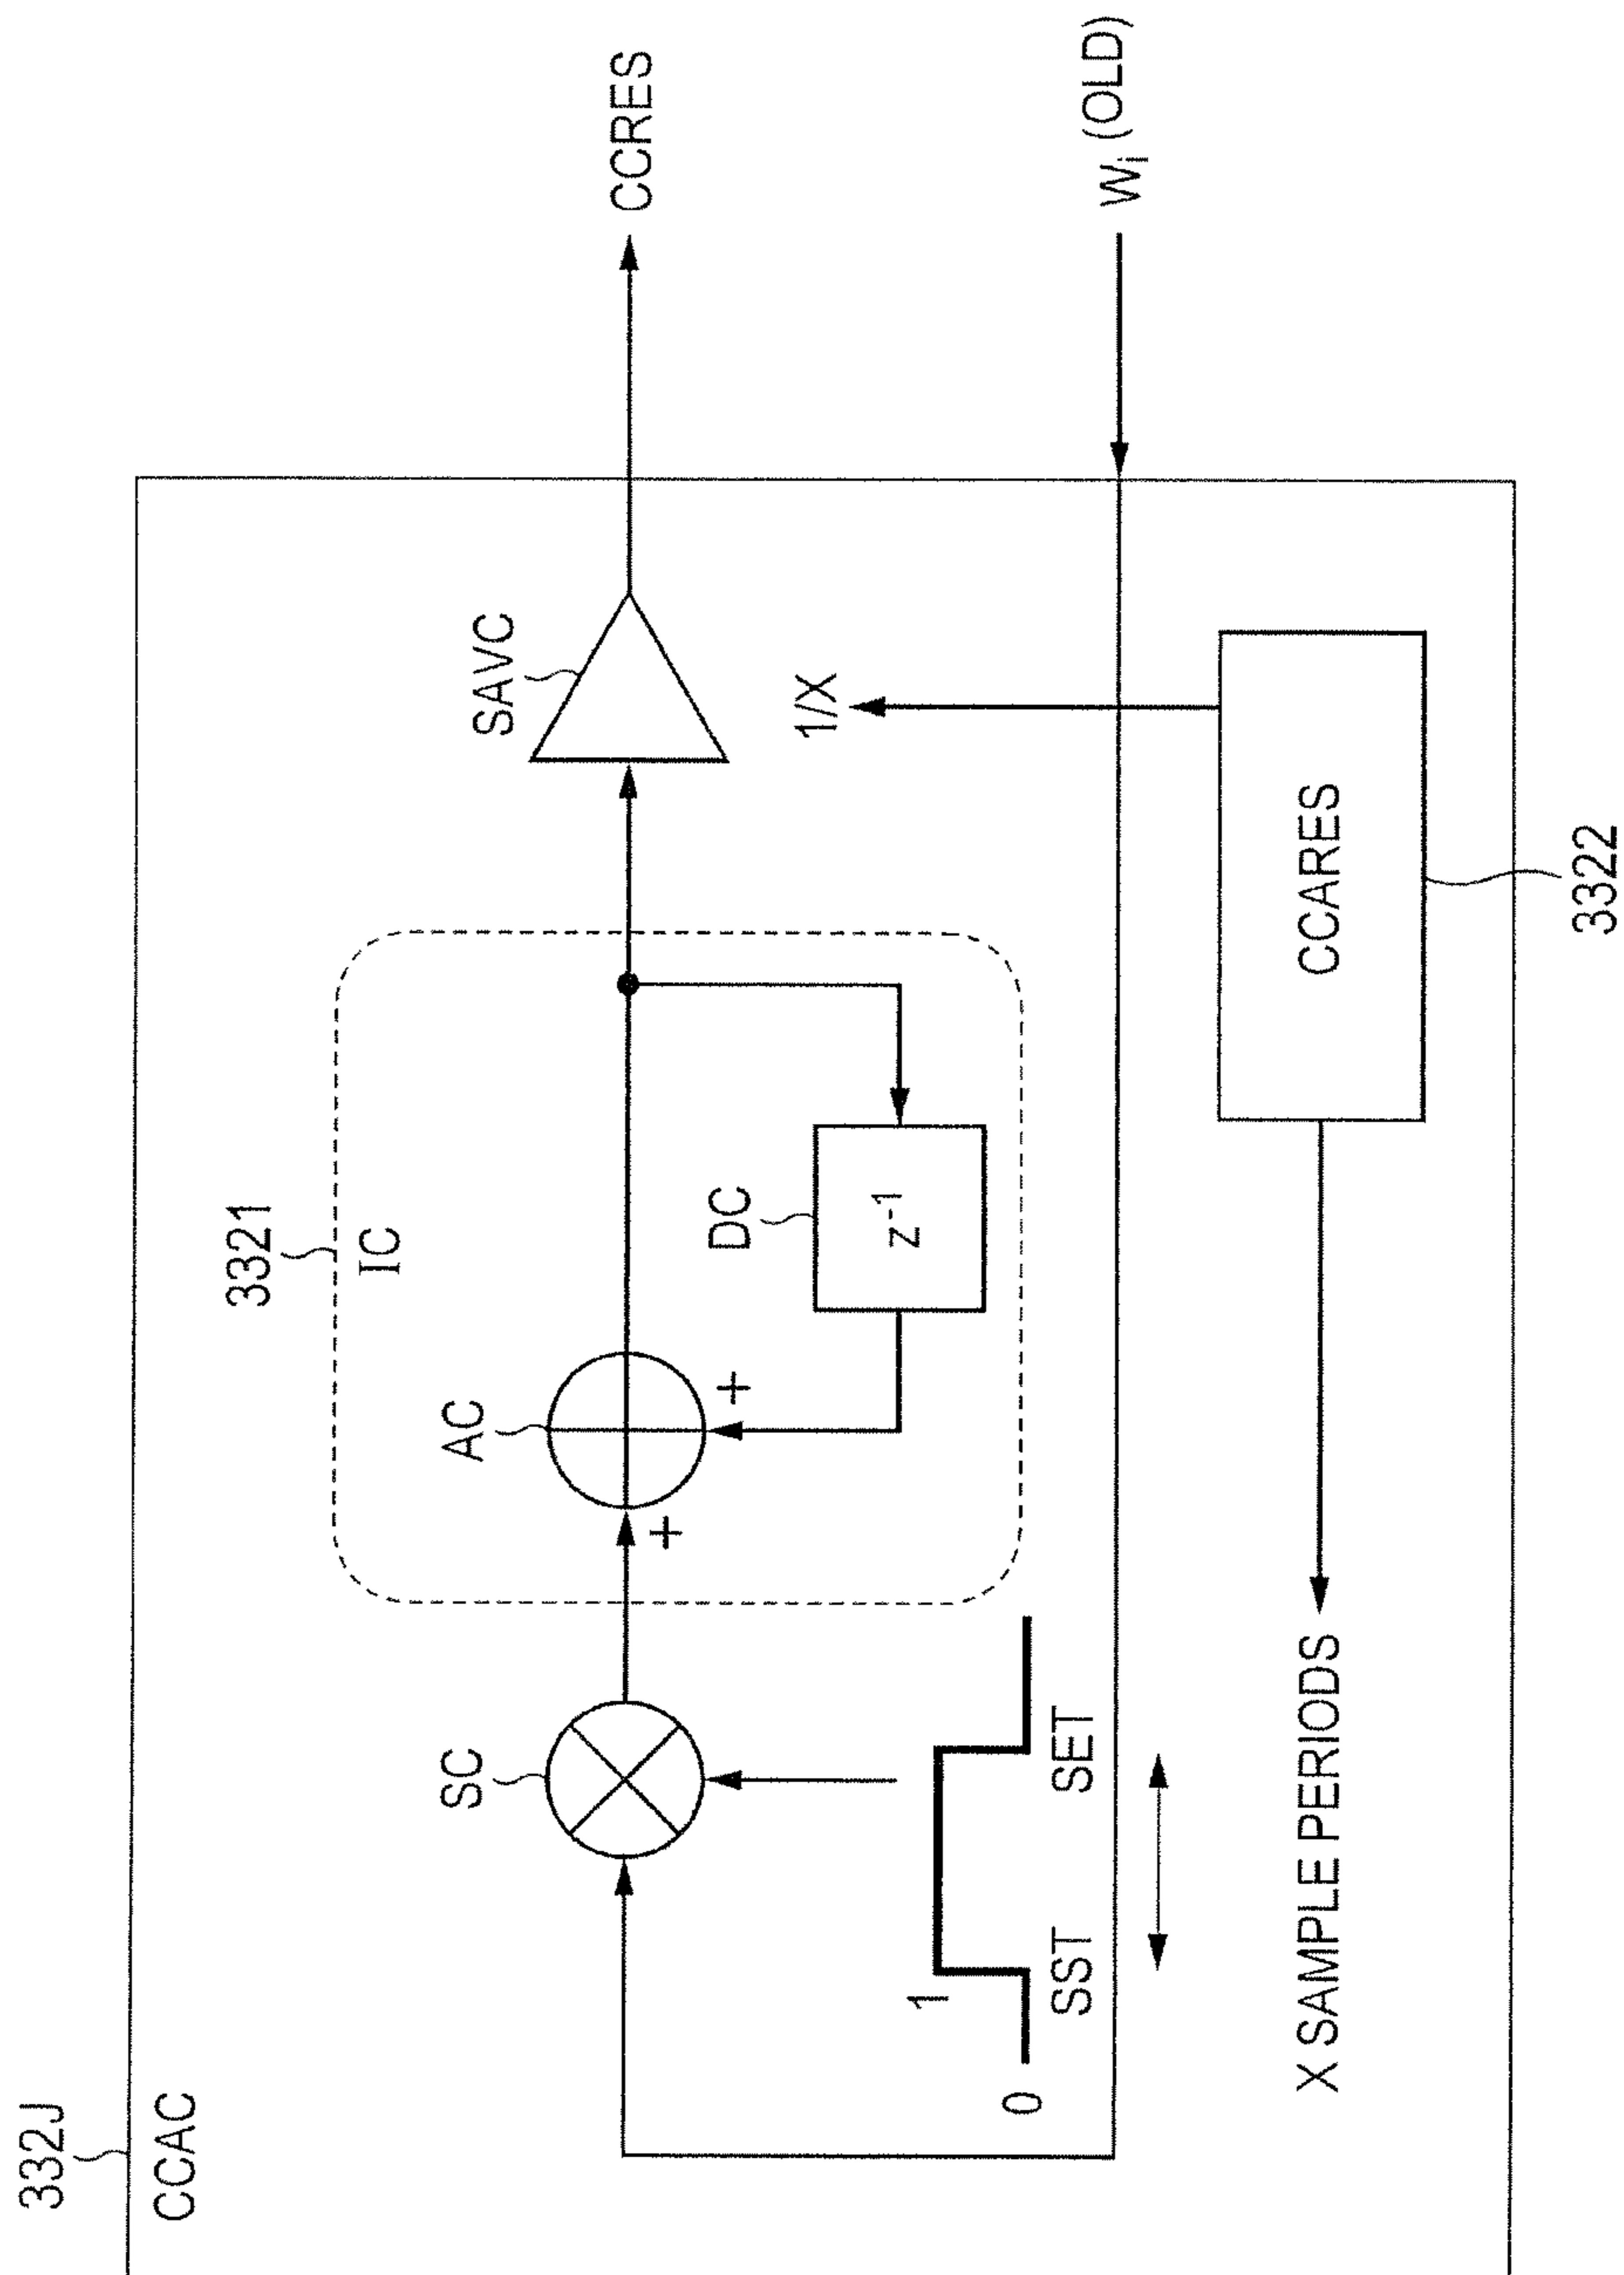 332J
CCAC
3321
IC
SC
AC
DC
z-1
SAVC
CCRES
+
+
1
0
SST
SET
1/X
Wi (OLD)
X SAMPLE PERIODS
CCARES
3322